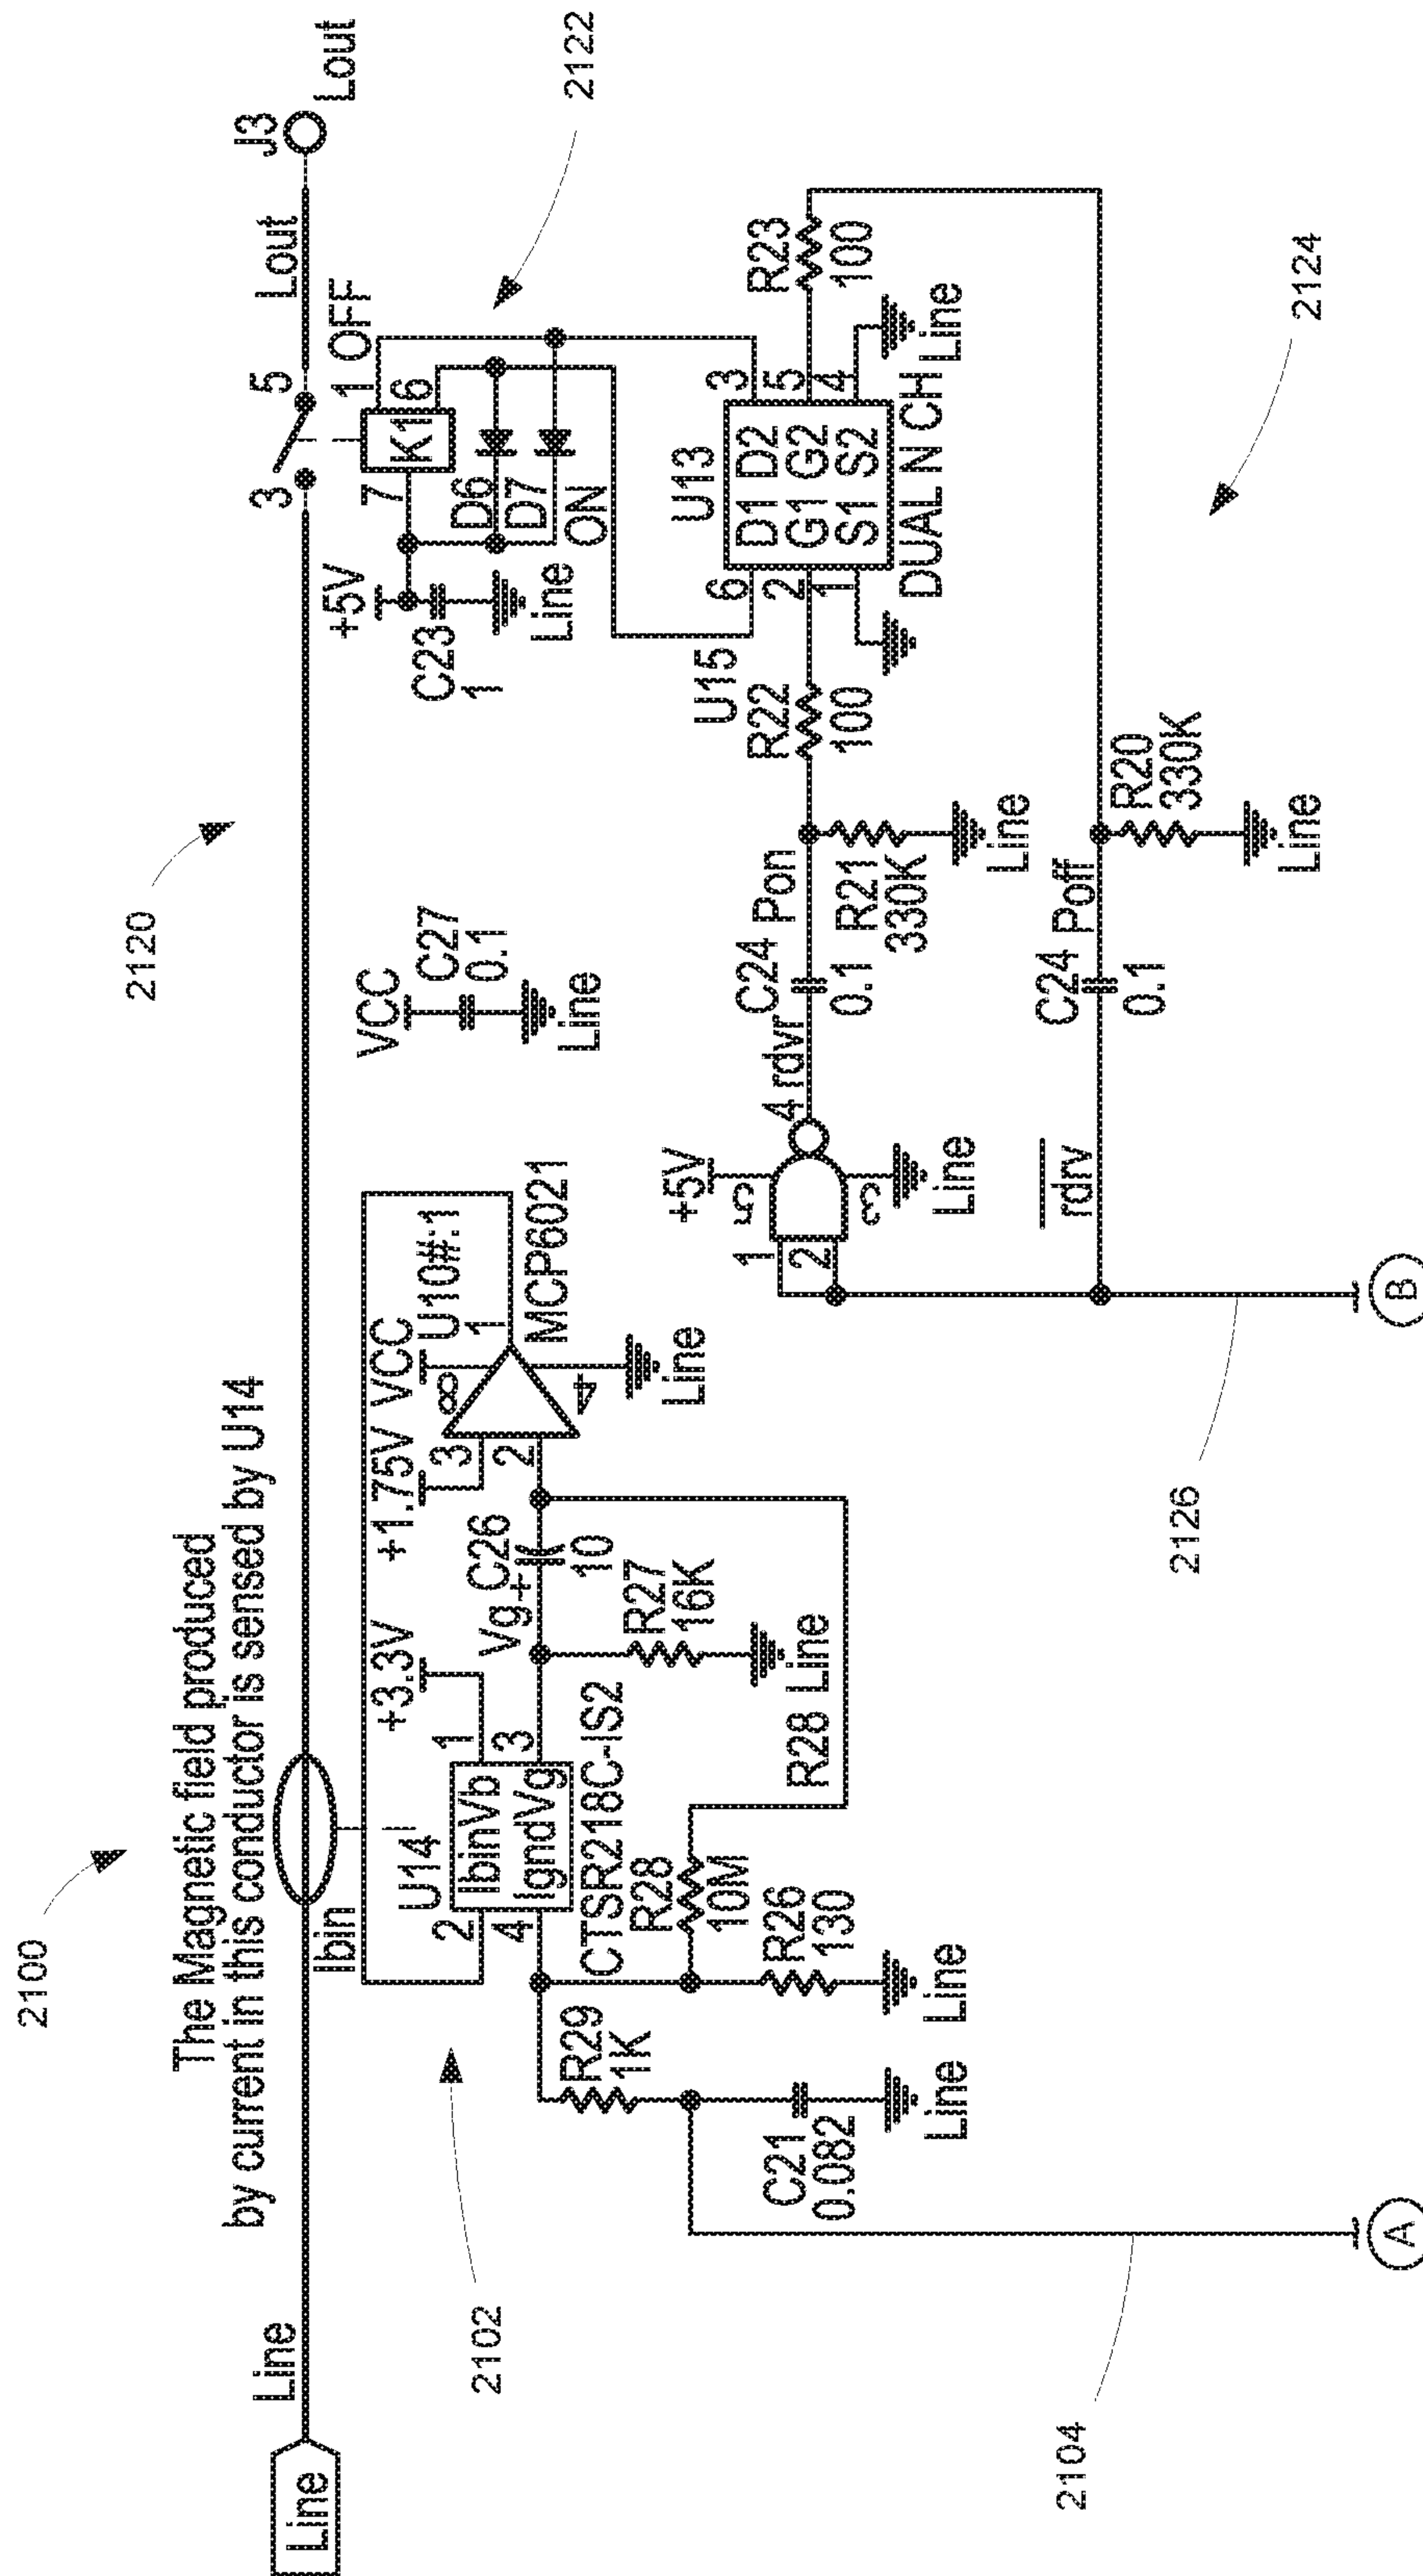 2100
The Magnetic field produced
by current in this conductor is sensed by U14
2120
Line
Line
Ibin
3
5
Lout
J3
Lout
2122
+5V
7
K1
1
OFF
6
C23
1
Line
D6
D7
ON
VCC
C27
0.1
Line
2102
U14
2
IbinVb
1
+3.3V
4
IgndVg
3
CTSR218C-IS2
Vg
+
C26
10
R27
16K
Line
+1.75V
VCC
3
8
U10#:1
1
2
4
MCP6021
Line
R29
1K
R28
10M
R28
R26
130
Line
C21
0.082
Line
2104
A
+5V
1
5
2
3
4
rdvr
Line
C24
0.1
Pon
R21
330K
Line
U15
R22
100
U13
6
D1 D2
3
2
G1 G2
5
1
S1 S2
4
DUAL N CH
Line
R23
100
rdrv
C24
0.1
Poff
R20
330K
Line
2124
2126
B